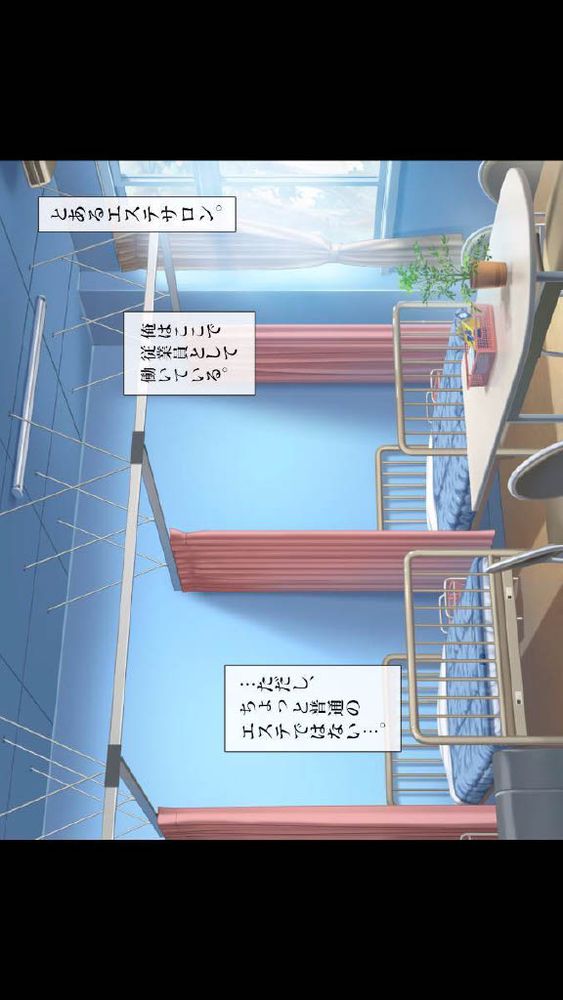 とあるエステサロン。
俺はここで
従業員として
働いている。
…ただし、
ちょっと普通の
エステではない…。